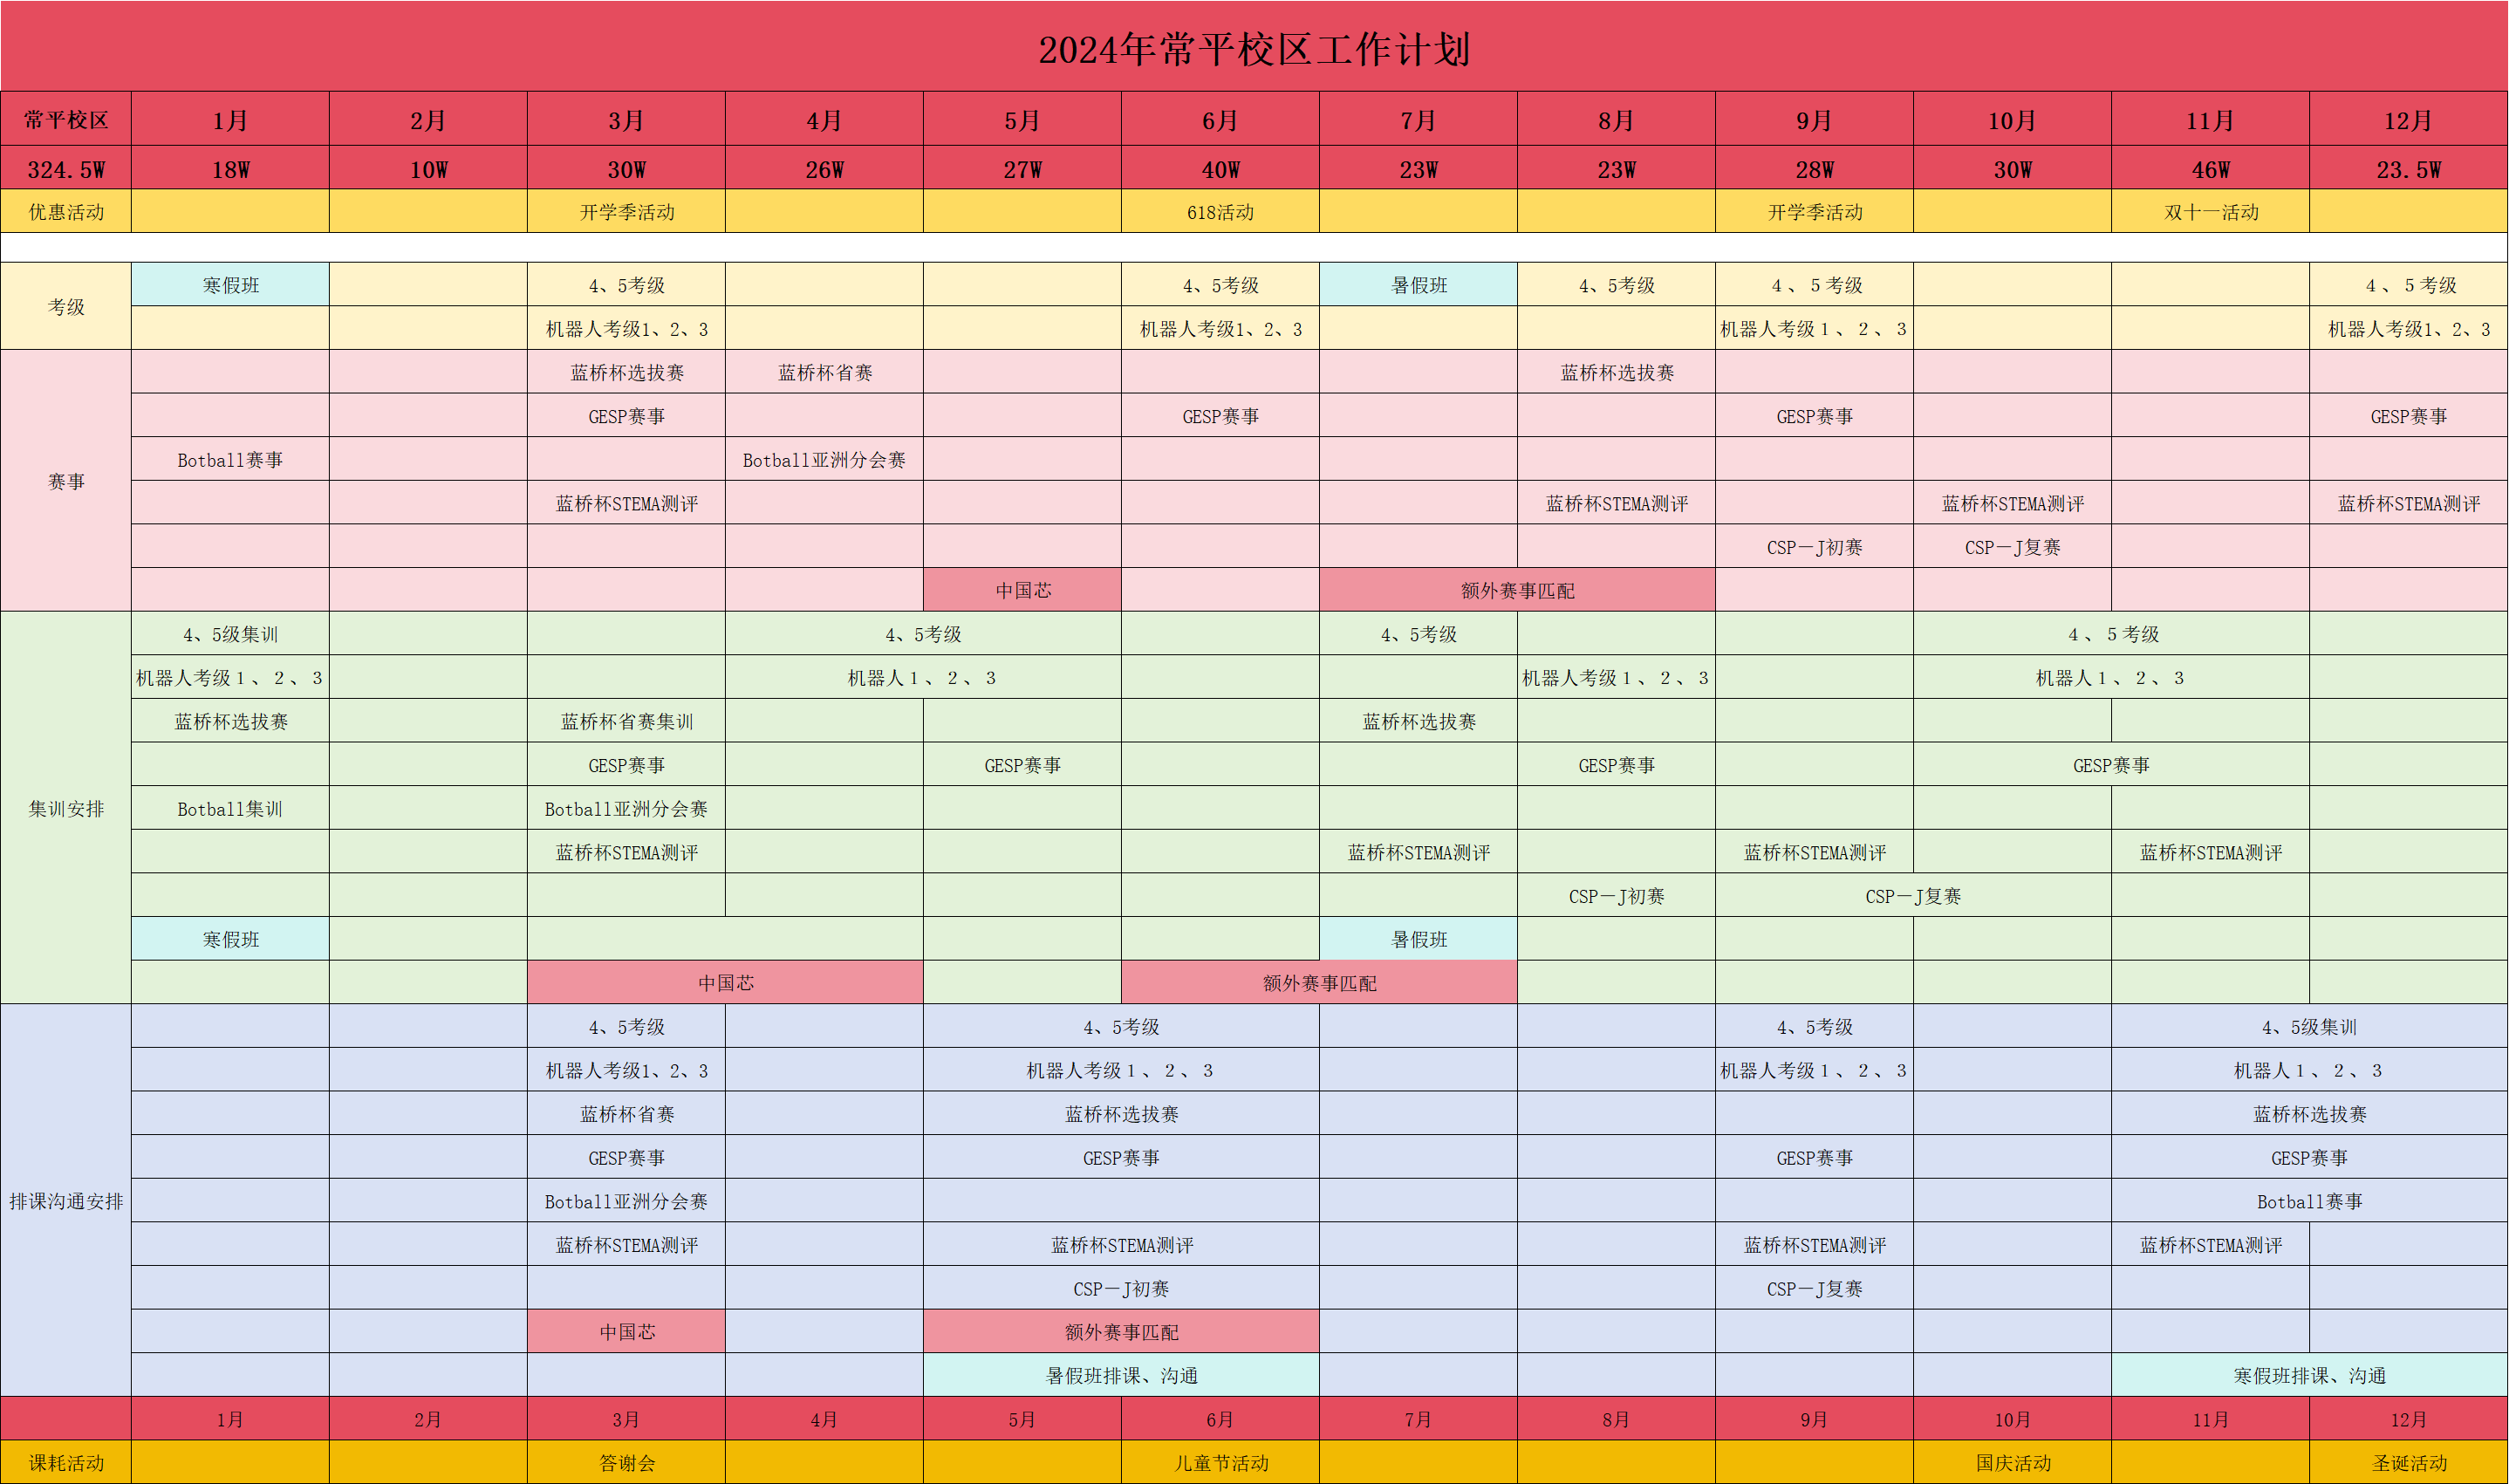 2024年常平校区工作计划
常平校区 1月 2月 3月 4月 5月 6月 7月 8月 9月 10月 11月 12月
324.5W 18W 10W 30W 26W 27W 40W 23W 23W 28W 30W 46W 23.5W
优惠活动 开学季活动 618活动 开学季活动 双十一活动
考级
寒假班 4、5考级 4、5考级 暑假班 4、5考级 ４、５考级 ４、５考级
机器人考级1、2、3 机器人考级1、2、3 机器人考级１、２、３ 机器人考级1、2、3
赛事
蓝桥杯选拔赛 蓝桥杯省赛 蓝桥杯选拔赛
GESP赛事 GESP赛事 GESP赛事 GESP赛事
Botball赛事 Botball亚洲分会赛
蓝桥杯STEMA测评 蓝桥杯STEMA测评 蓝桥杯STEMA测评 蓝桥杯STEMA测评
CSP－J初赛 CSP－J复赛
中国芯 额外赛事匹配
集训安排
4、5级集训 4、5考级 4、5考级 ４、５考级
机器人考级１、２、３ 机器人１、２、３ 机器人考级１、２、３ 机器人１、２、３
蓝桥杯选拔赛 蓝桥杯省赛集训 蓝桥杯选拔赛
GESP赛事 GESP赛事 GESP赛事 GESP赛事
Botball集训 Botball亚洲分会赛
蓝桥杯STEMA测评 蓝桥杯STEMA测评 蓝桥杯STEMA测评 蓝桥杯STEMA测评
CSP－J初赛 CSP－J复赛
寒假班 暑假班
中国芯 额外赛事匹配
排课沟通安排
4、5考级 4、5考级 4、5考级 4、5级集训
机器人考级1、2、3 机器人考级１、２、３ 机器人考级１、２、３ 机器人１、２、３
蓝桥杯省赛 蓝桥杯选拔赛 蓝桥杯选拔赛
GESP赛事 GESP赛事 GESP赛事 GESP赛事
Botball亚洲分会赛 Botball赛事
蓝桥杯STEMA测评 蓝桥杯STEMA测评 蓝桥杯STEMA测评 蓝桥杯STEMA测评
CSP－J初赛 CSP－J复赛
中国芯 额外赛事匹配
暑假班排课、沟通 寒假班排课、沟通
1月 2月 3月 4月 5月 6月 7月 8月 9月 10月 11月 12月
课耗活动 答谢会 儿童节活动 国庆活动 圣诞活动